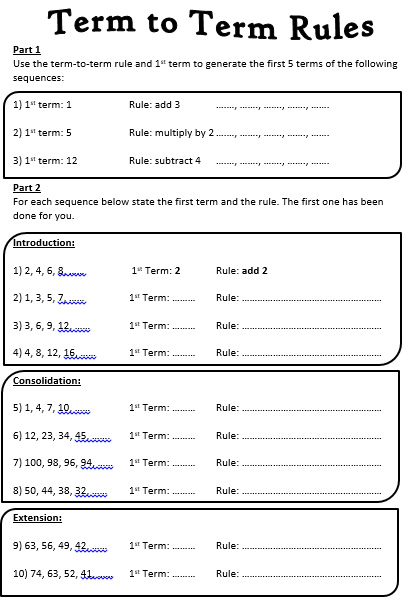 Term to Term Rules
Part 1
Use the term-to-term rule and 1st term to generate the first 5 terms of the following
sequences:
1) 1st term: 1 Rule: add 3 ......., ......., ......., ......., .......
2) 1st term: 5 Rule: multiply by 2 ......., ......., ......., ......., .......
3) 1st term: 12 Rule: subtract 4 ......., ......., ......., ......., .......
Part 2
For each sequence below state the first term and the rule. The first one has been
done for you.
Introduction:
1) 2, 4, 6, 8,...... 1st Term: 2 Rule: add 2
2) 1, 3, 5, 7,...... 1st Term: ......... Rule: ......................................................
3) 3, 6, 9, 12,...... 1st Term: ......... Rule: ......................................................
4) 4, 8, 12, 16,...... 1st Term: ......... Rule: ......................................................
Consolidation:
5) 1, 4, 7, 10,...... 1st Term: ......... Rule: ......................................................
6) 12, 23, 34, 45,...... 1st Term: ......... Rule: ......................................................
7) 100, 98, 96, 94,...... 1st Term: ......... Rule: ......................................................
8) 50, 44, 38, 32,...... 1st Term: ......... Rule: ......................................................
Extension:
9) 63, 56, 49, 42,...... 1st Term: ......... Rule: ......................................................
10) 74, 63, 52, 41,...... 1st Term: ......... Rule: ......................................................